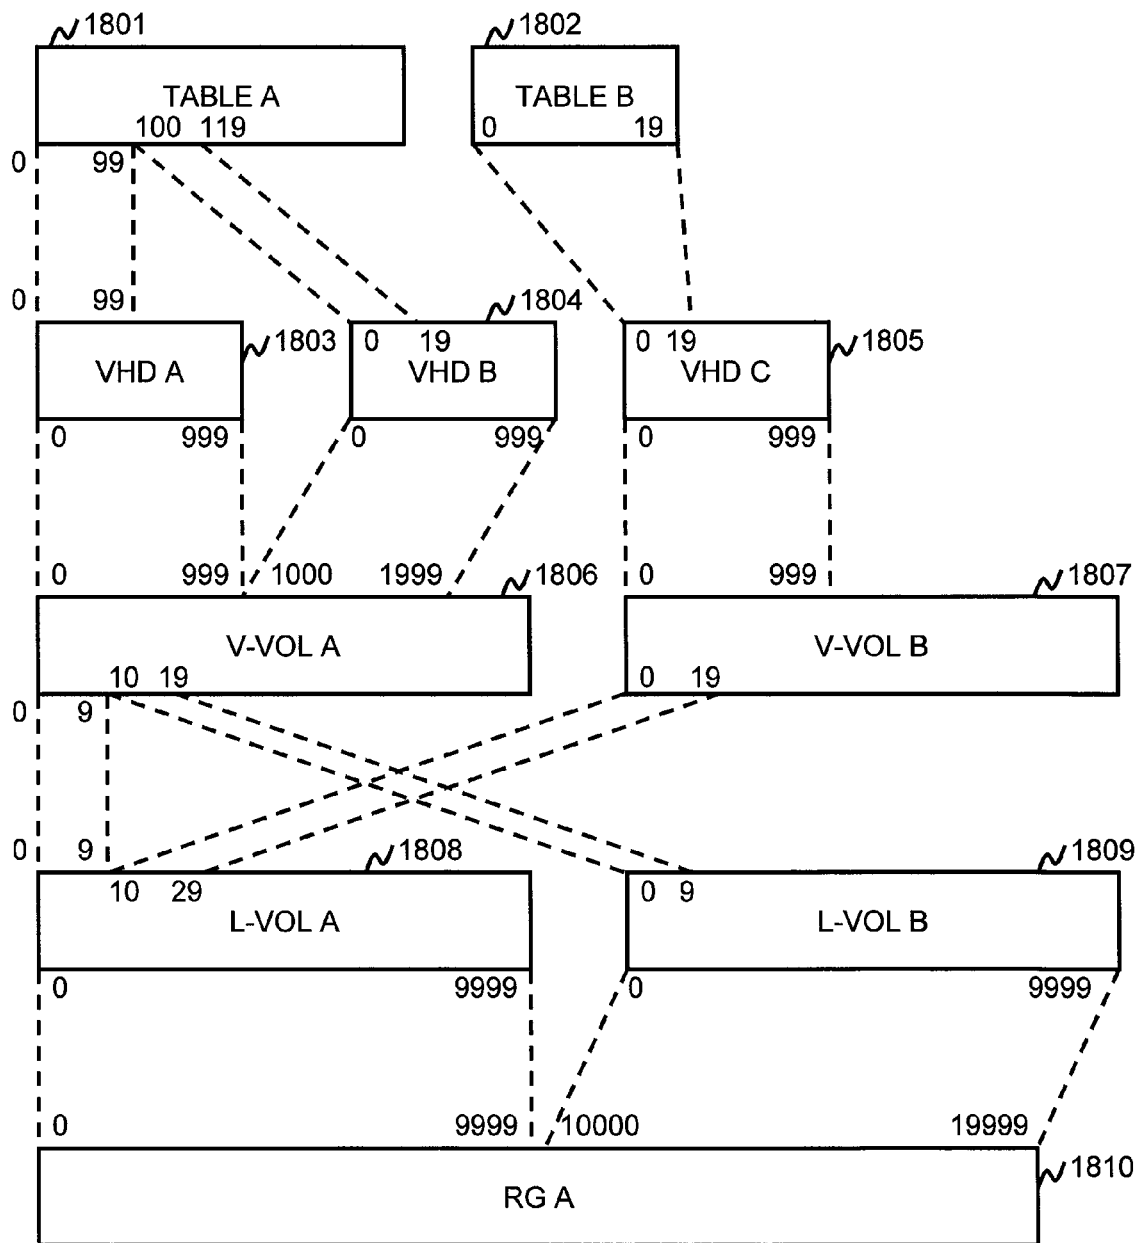 1801 1802
TABLE A TABLE B
100 119 0 19
0 99
0 99 1804
0 19 0 19
VHD A 1803 VHD B VHD C 1805
0 999 0 999 0 999
0 999 1000 1999 1806 0 999 1807
V-VOL A V-VOL B
10 19 0 19
0 9
0 9 1808 1809
10 29 0 9
L-VOL A L-VOL B
0 9999 0 9999
0 9999 10000 19999
1810
RG A